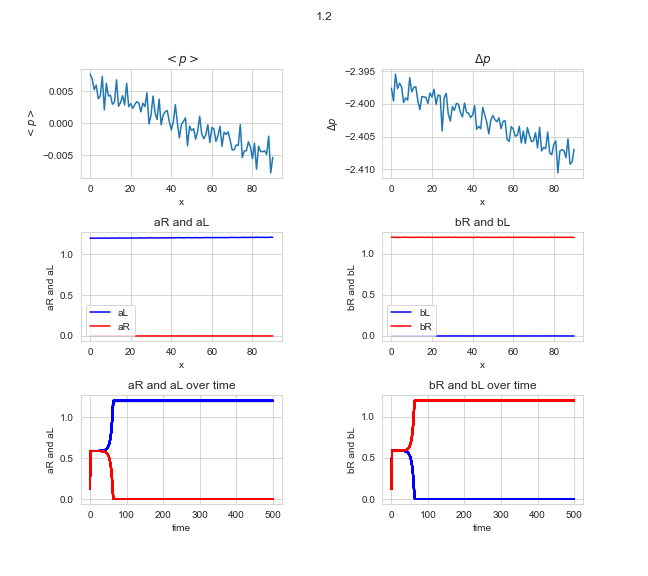 1.2
< p >
Δp
0.005
0.000
−0.005
< p >
0 20 40 60 80
x
−2.395
−2.400
−2.405
−2.410
Δp
0 20 40 60 80
x
aR and aL
1.0
0.5
0.0
aR and aL
aL
aR
0 20 40 60 80
x
bR and bL
1.0
0.5
0.0
bR and bL
bL
bR
0 20 40 60 80
x
aR and aL over time
1.0
0.5
0.0
aR and aL
0 100 200 300 400 500
time
bR and bL over time
1.0
0.5
0.0
bR and bL
0 100 200 300 400 500
time